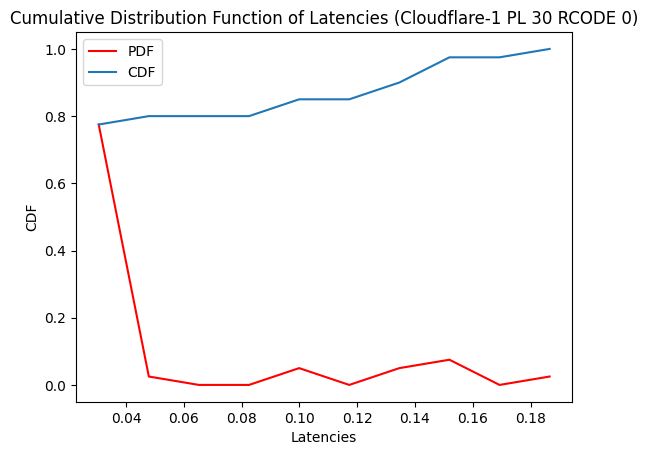 Cumulative Distribution Function of Latencies (Cloudflare-1 PL 30 RCODE 0)
PDF
CDF
1.0
0.8
0.6
0.4
0.2
0.0
CDF
0.04 0.06 0.08 0.10 0.12 0.14 0.16 0.18
Latencies